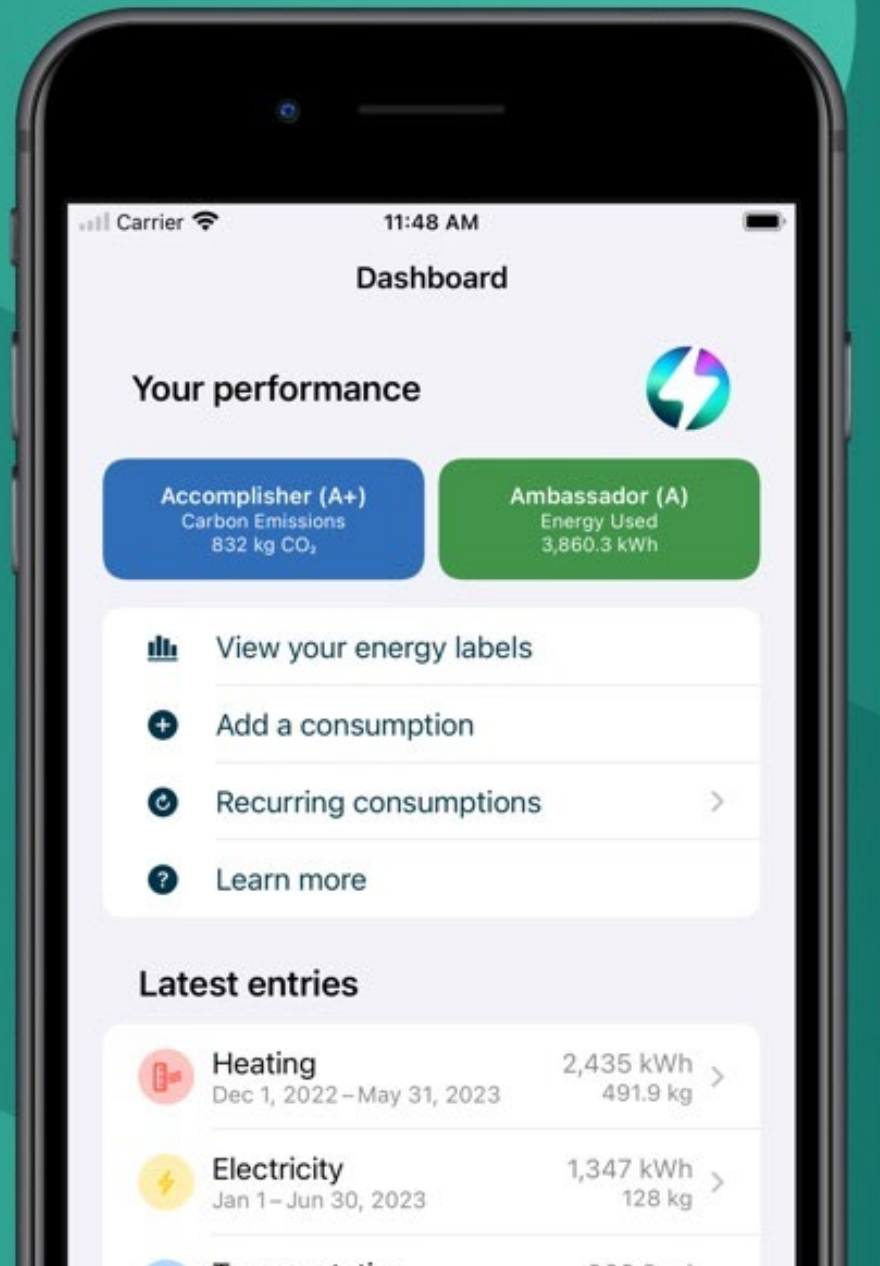 Carrier 11:48 AM
Dashboard
Your performance
Accomplisher (A+)
Carbon Emissions
832 kg CO₂
Ambassador (A)
Energy Used
3,860.3 kWh
View your energy labels
Add a consumption
Recurring consumptions
Learn more
Latest entries
Heating
2,435 kWh
Dec 1, 2022 – May 31, 2023
491.9 kg
Electricity
1,347 kWh
Jan 1 – Jun 30, 2023
128 kg